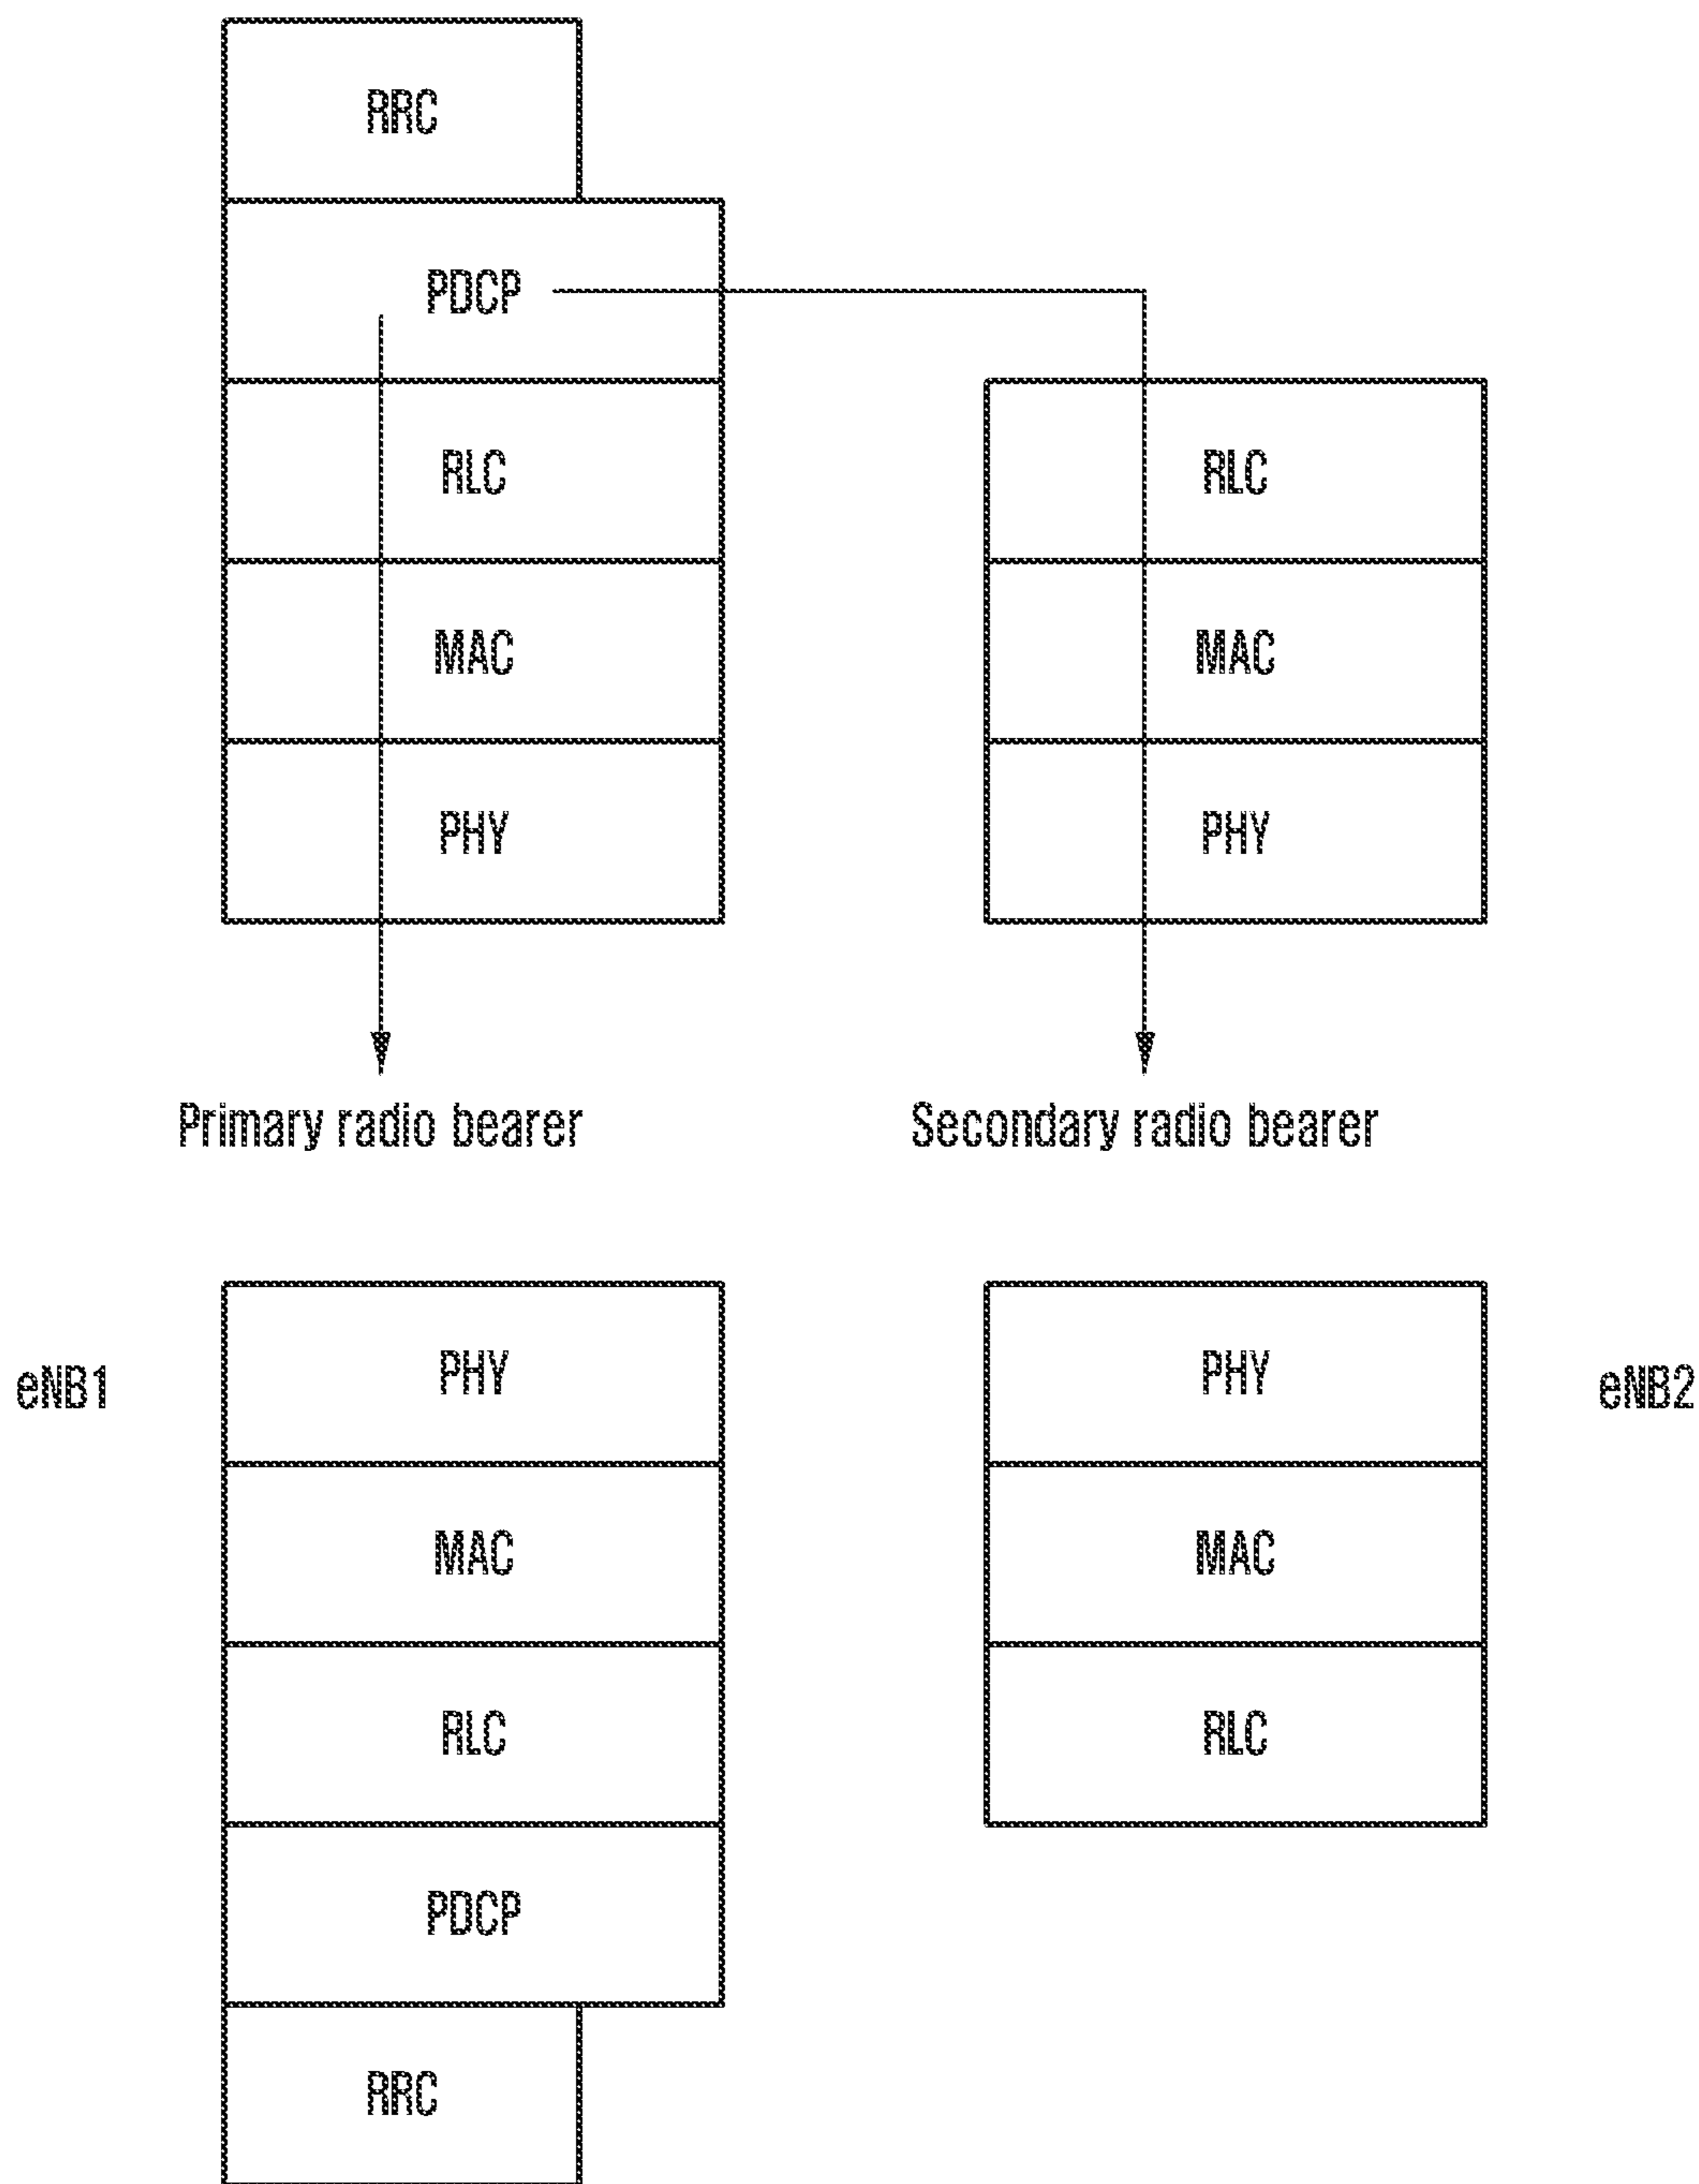 RRC
PDCP
RLC
RLC
MAC
MAC
PHY
PHY
Primary radio bearer
Secondary radio bearer
eNB1
PHY
PHY
eNB2
MAC
MAC
RLC
RLC
PDCP
RRC